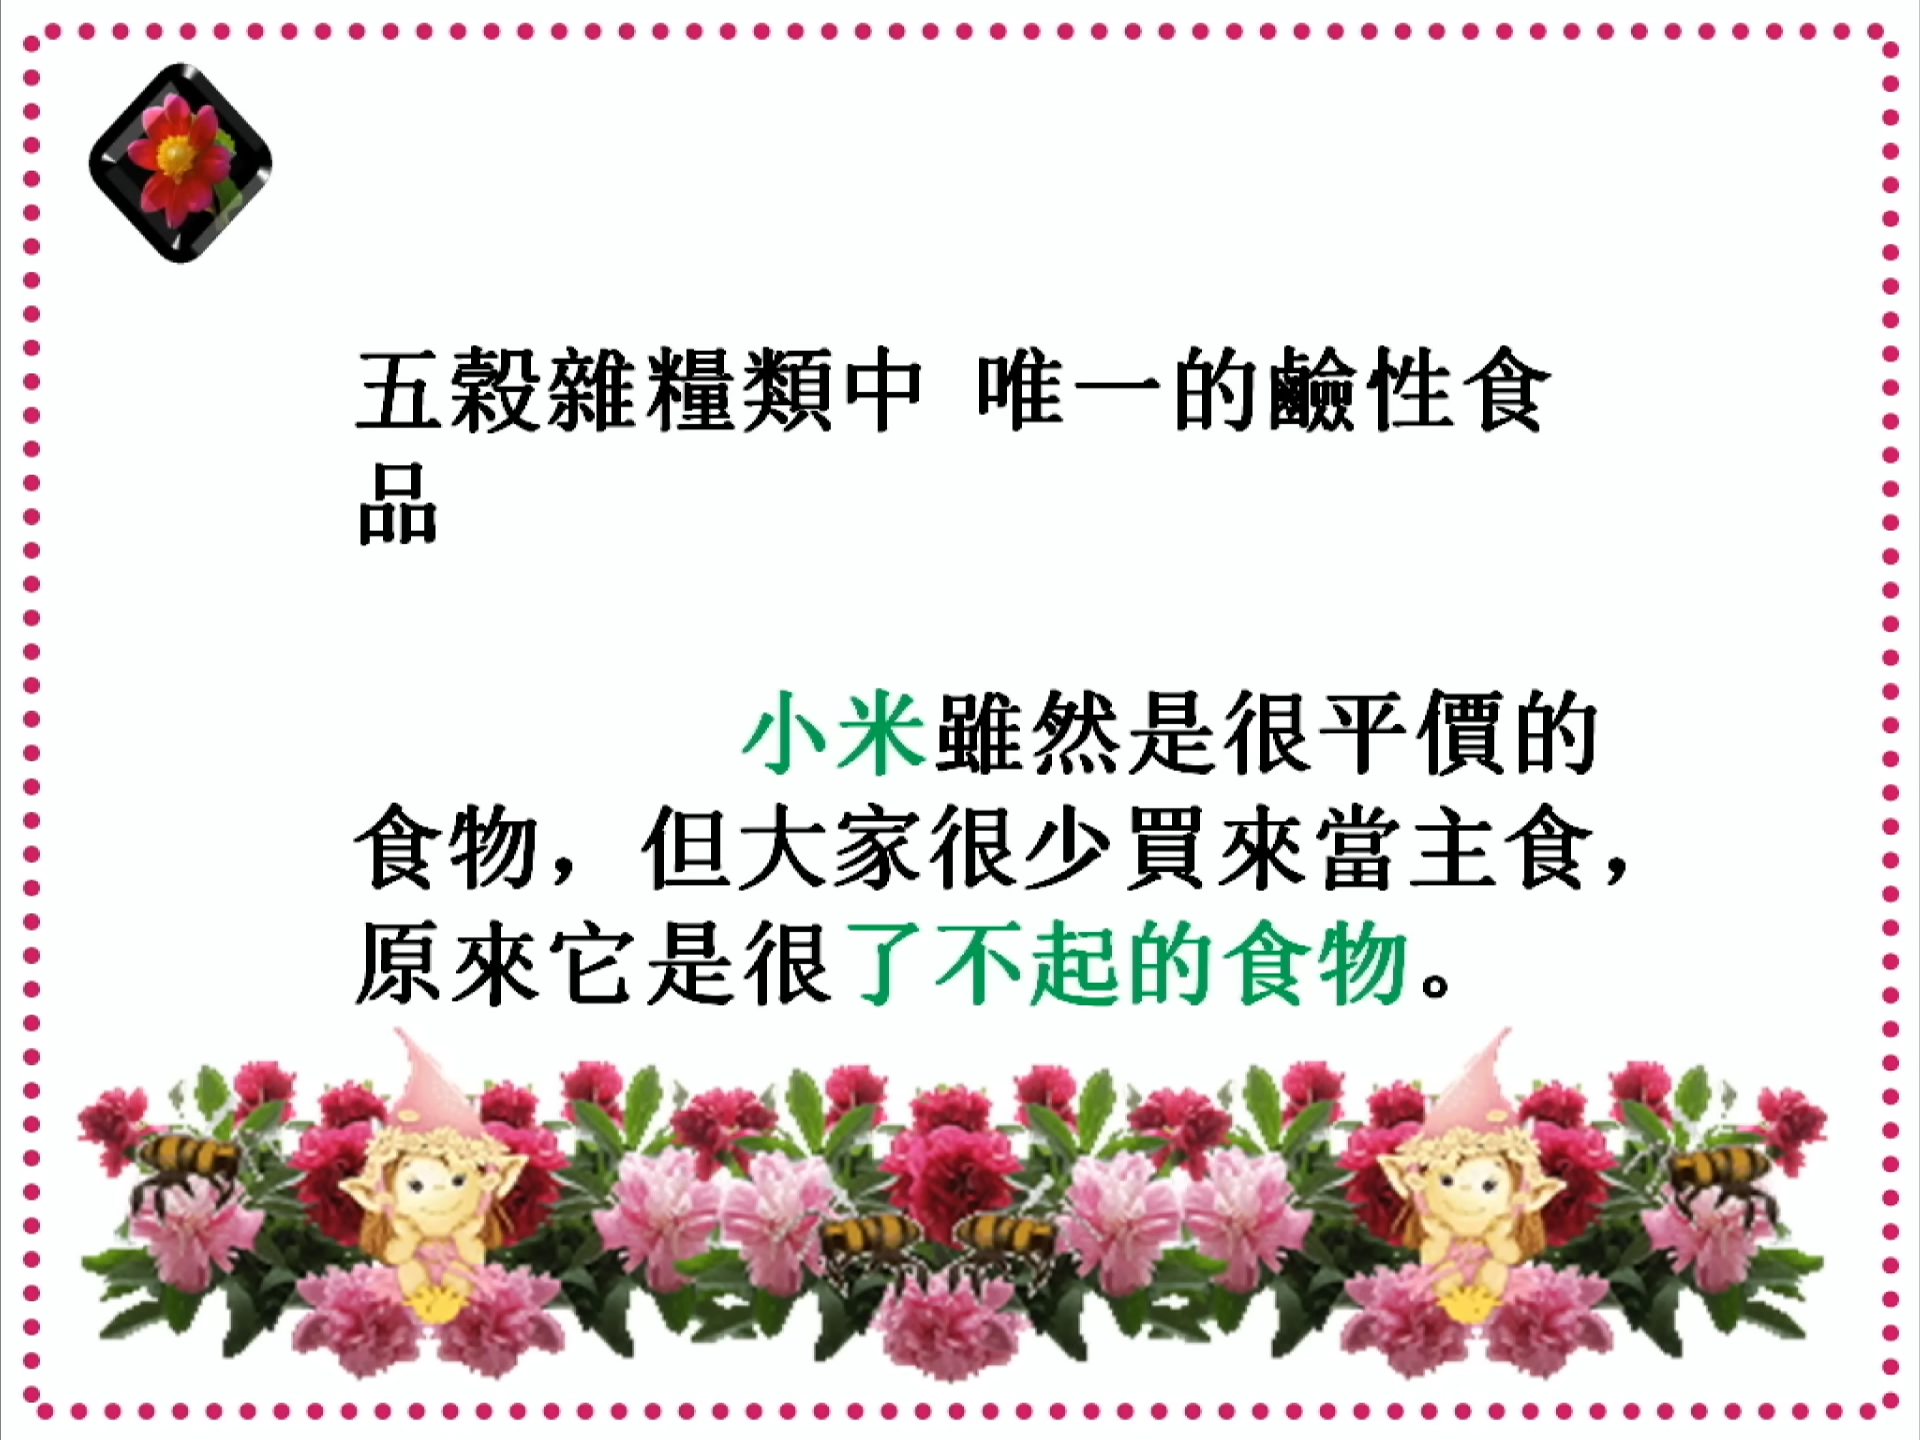 五穀雜糧類中 唯一的鹼性食
品
小米雖然是很平價的
食物，但大家很少買來當主食，
原來它是很了不起的食物。